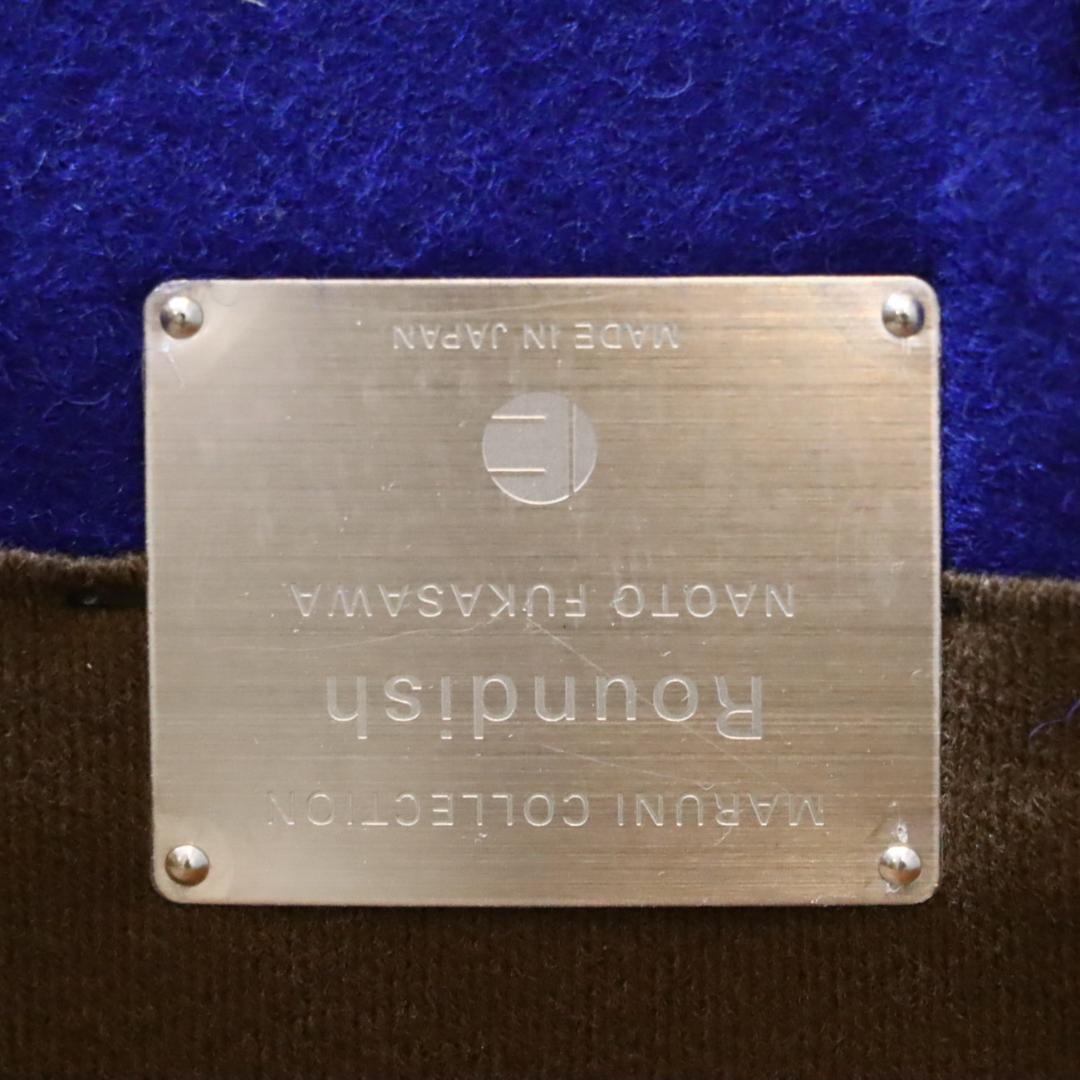 MARUNI COLLECTION
Roundish
NAOTO FUKASAWA
MADE IN JAPAN